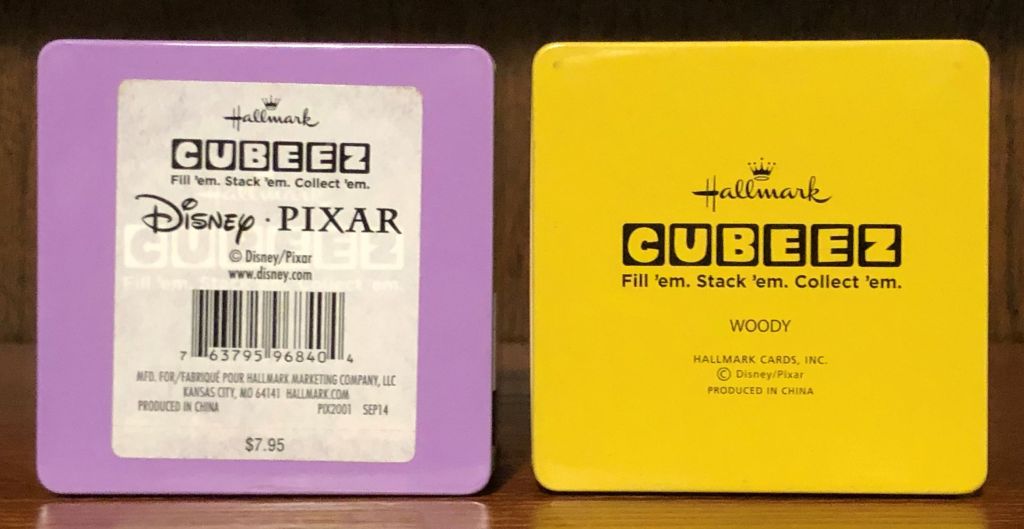 Hallmark
CUBEEZ
Fill 'em. Stack 'em. Collect 'em.
Disney · PIXAR
© Disney/Pixar
www.disney.com
7 63795 96840 4
MFD. FOR/FABRIQUÉ POUR HALLMARK MARKETING COMPANY, LLC
KANSAS CITY, MO 64141 HALLMARK.COM
PRODUCED IN CHINA PIX2001 SEP14
$7.95
Hallmark
CUBEEZ
Fill 'em. Stack 'em. Collect 'em.
WOODY
HALLMARK CARDS, INC.
© Disney/Pixar
PRODUCED IN CHINA